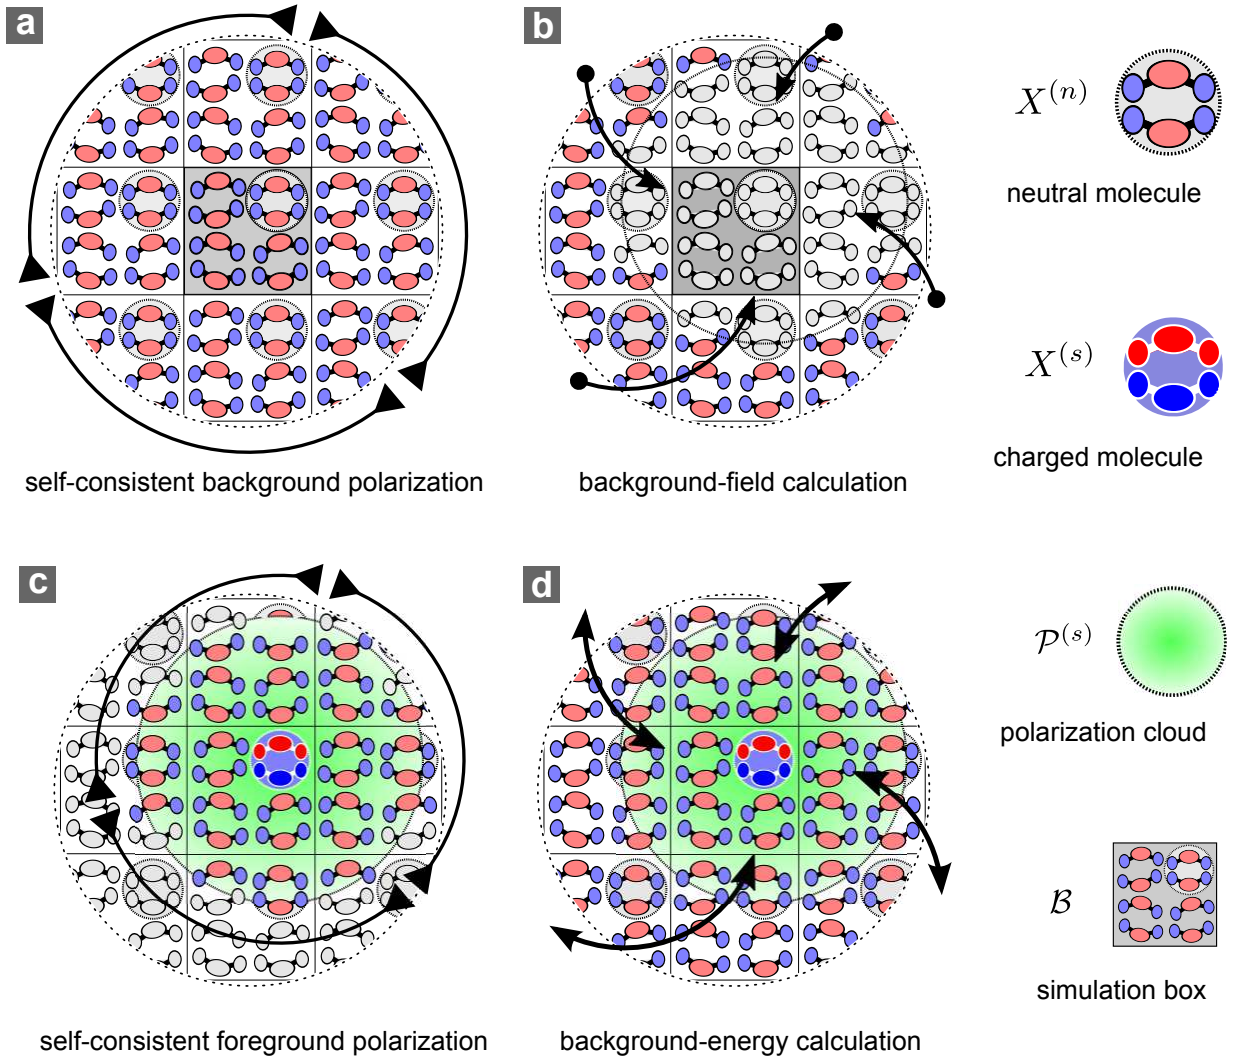 a
b
X^(n)
neutral molecule
X^(s)
charged molecule
self-consistent background polarization
background-field calculation
c
d
𝒫^(s)
polarization cloud
ℬ
simulation box
self-consistent foreground polarization
background-energy calculation